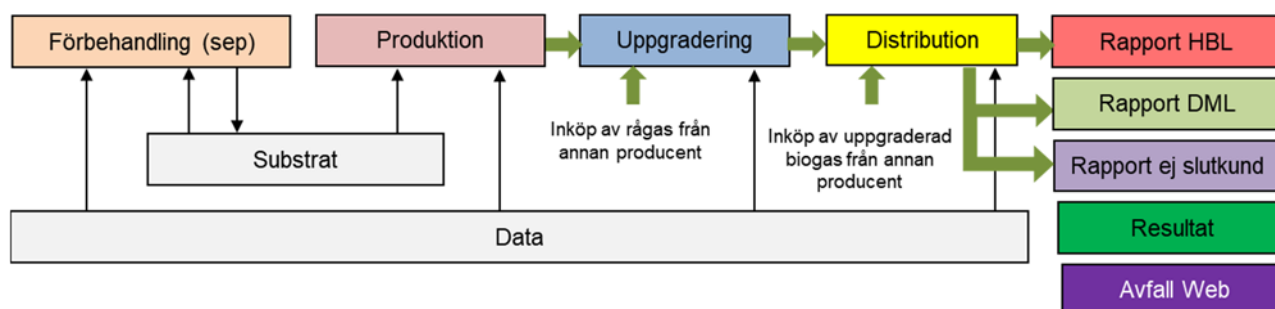 Förbehandling (sep)
Produktion
Uppgradering
Distribution
Rapport HBL
Rapport DML
Inköp av rågas från
annan producent
Inköp av uppgraderad
biogas från annan
producent
Substrat
Rapport ej slutkund
Data
Resultat
Avfall Web